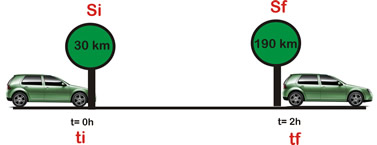 Si Sf
30 km 190 km
t= 0h t= 2h
ti tf